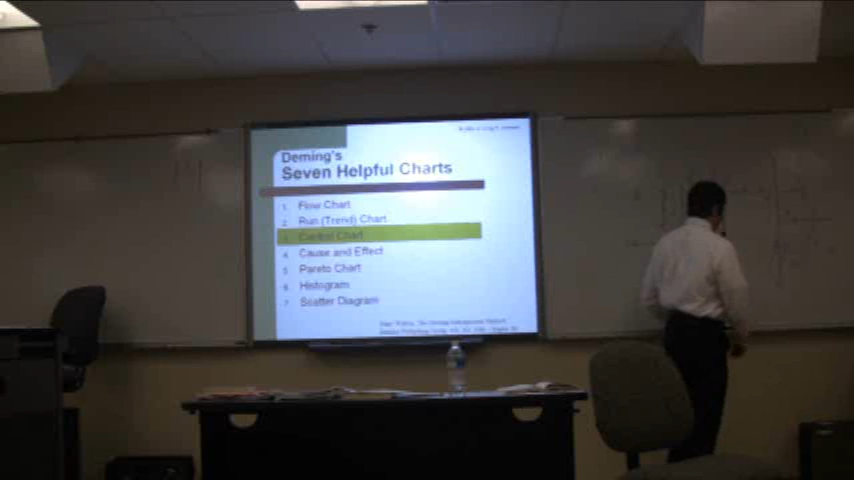 Deming's
Seven Helpful Charts
1. Flow Chart
2. Run (Trend) Chart
3. Control Chart
4. Cause and Effect
5. Pareto Chart
6. Histogram
7. Scatter Diagram